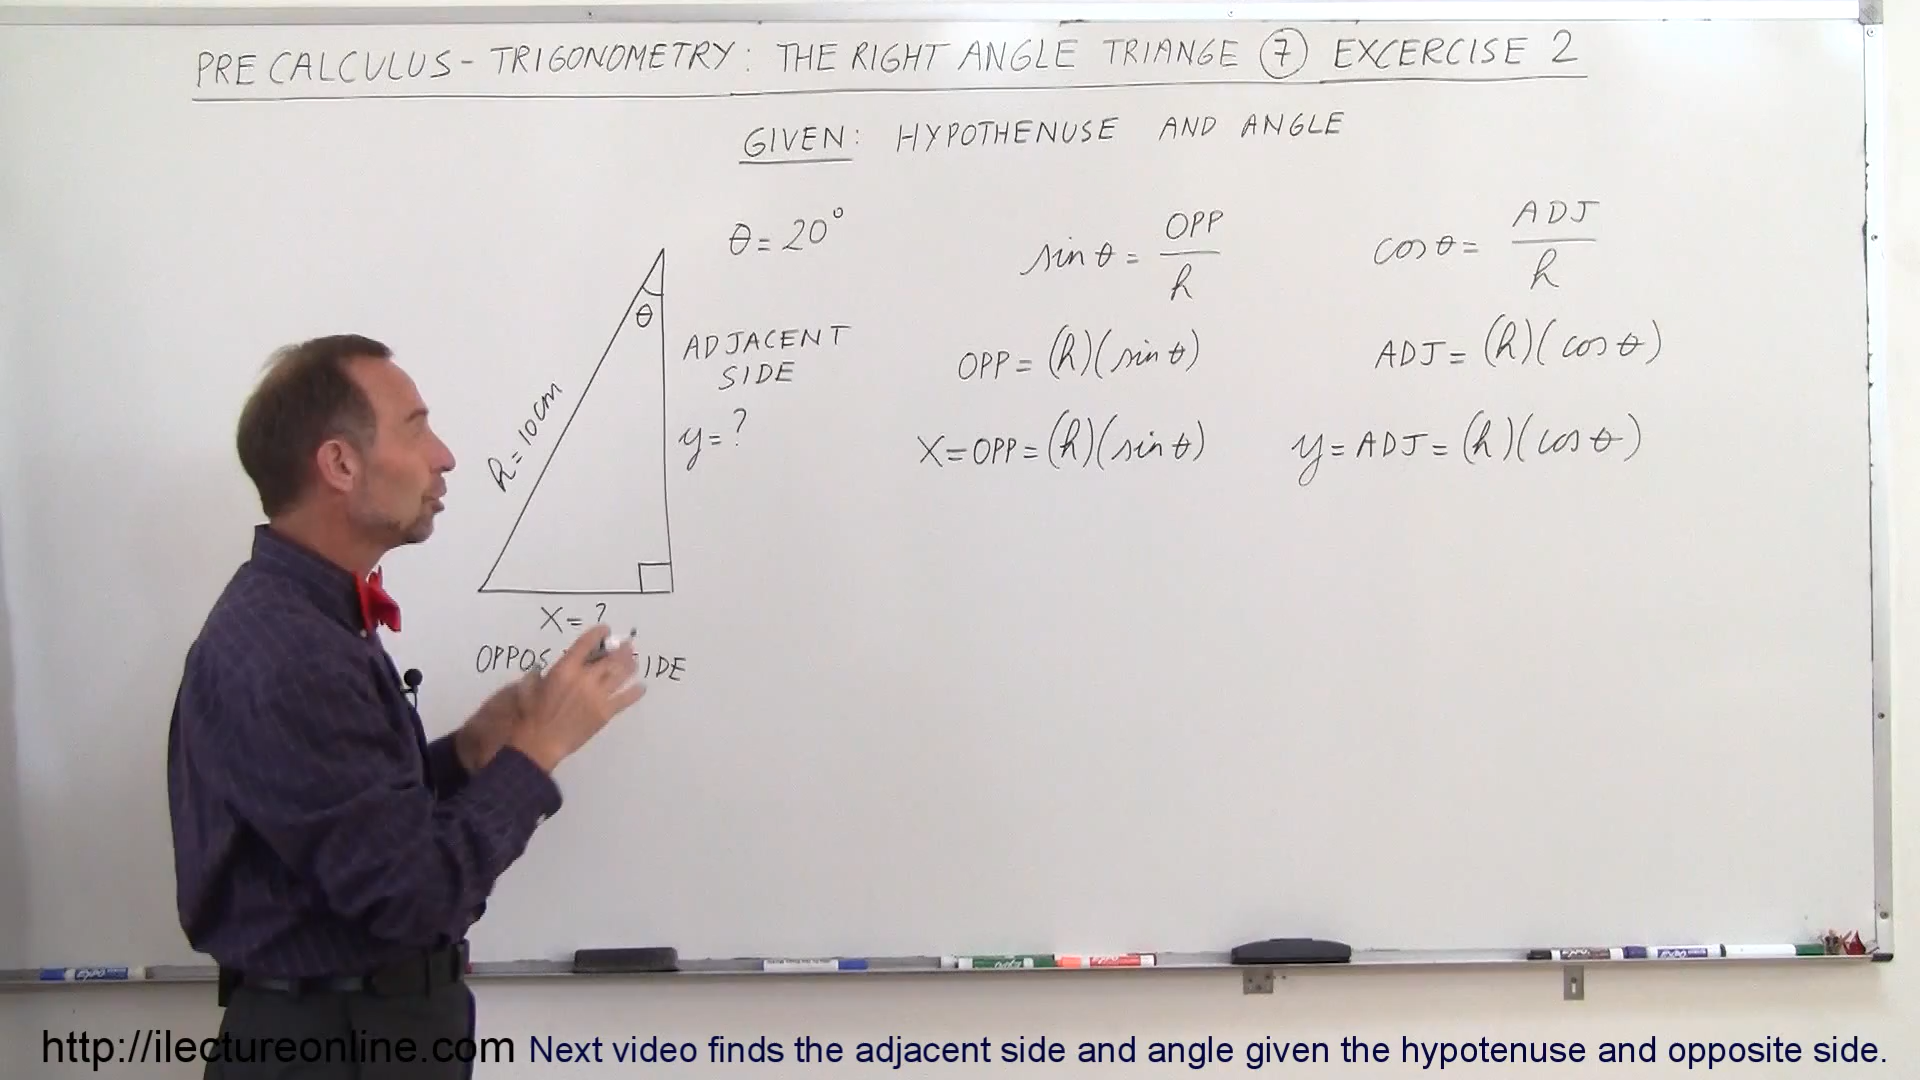 PRE CALCULUS - TRIGONOMETRY: THE RIGHT ANGLE TRIANGE ⑦ EXCERCISE 2
GIVEN: HYPOTHENUSE AND ANGLE
θ = 20°
θ
h = 10cm
ADJACENT
SIDE
y = ?
X = ?
SIDE
sin θ = OPP/h
OPP = (h)(sin θ)
X = OPP = (h)(sin θ)
cos θ = ADJ/h
ADJ = (h)(cos θ)
y = ADJ = (h)(cos θ)
EXPO
http://ilectureonline.com Next video finds the adjacent side and angle given the hypotenuse and opposite side.